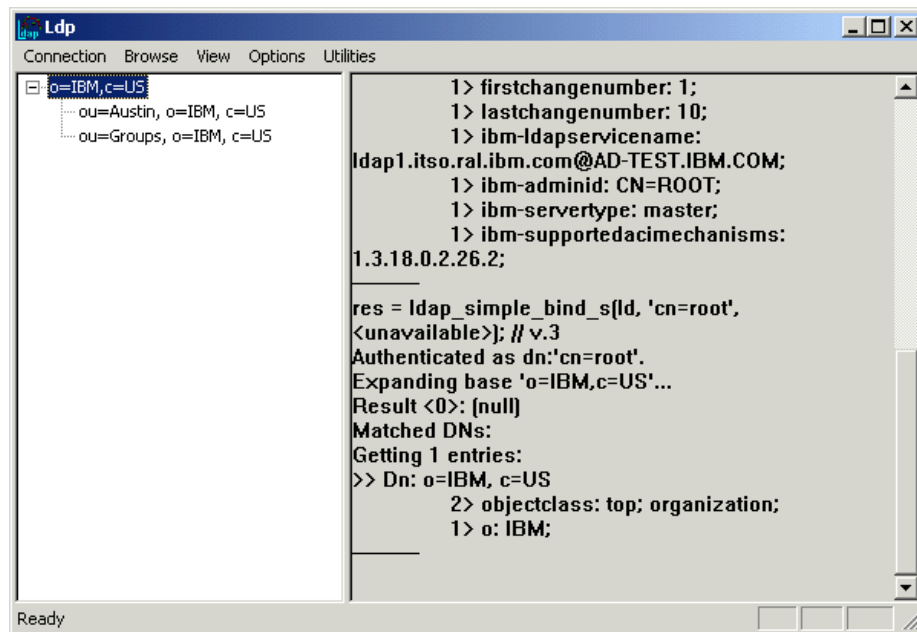 Ldp
Connection Browse View Options Utilities
o=IBM,c=US
ou=Austin, o=IBM, c=US
ou=Groups, o=IBM, c=US
1> firstchangenumber: 1;
1> lastchangenumber: 10;
1> ibm-ldapservicename:
ldap1.itso.ral.ibm.com@AD-TEST.IBM.COM;
1> ibm-adminid: CN=ROOT;
1> ibm-servertype: master;
1> ibm-supportedacimechanisms:
1.3.18.0.2.26.2;
res = ldap_simple_bind_s(ld, 'cn=root',
<unavailable>); // v.3
Authenticated as dn:'cn=root'.
Expanding base 'o=IBM,c=US'...
Result <0>: (null)
Matched DNs:
Getting 1 entries:
>> Dn: o=IBM, c=US
2> objectclass: top; organization;
1> o: IBM;
Ready